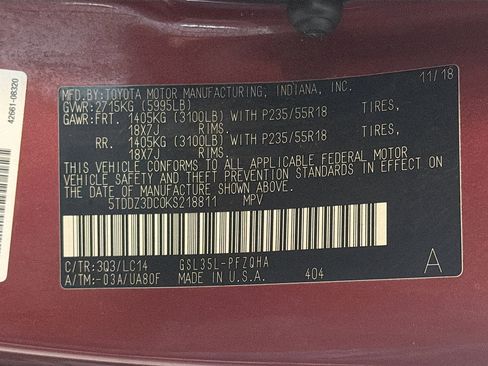 42661-08320
MFD.BY:TOYOTA MOTOR MANUFACTURING, INDIANA, INC. 11/18
GVWR:2715KG (5995LB)
GAWR:FRT. 1405KG (3100LB) WITH P235/55R18 TIRES,
18X7J RIMS.
RR. 1405KG (3100LB) WITH P235/55R18 TIRES,
18X7J RIMS.
THIS VEHICLE CONFORMS TO ALL APPLICABLE FEDERAL MOTOR
VEHICLE SAFETY AND THEFT PREVENTION STANDARDS IN EFFECT ON
THE DATE OF MANUFACTURE SHOWN ABOVE.
5TDDZ3DC0KS218811 MPV
C/TR:3Q3/LC14 GSL35L-PFZQHA
A/TM:-03A/UA80F MADE IN U.S.A. 404 A